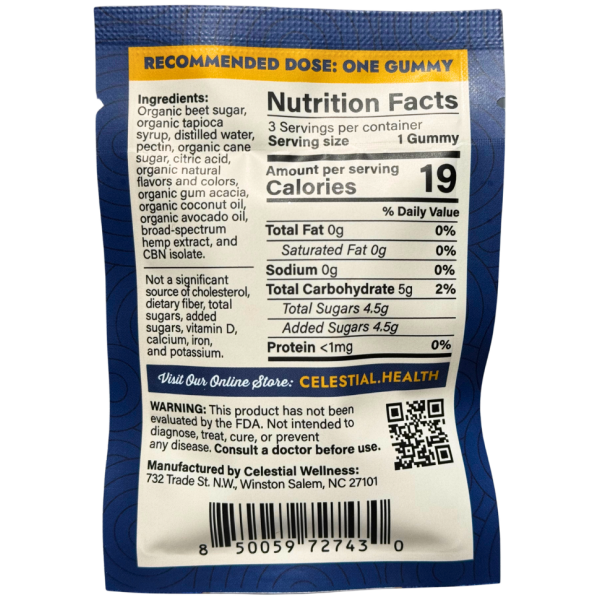 RECOMMENDED DOSE: ONE GUMMY
Ingredients:
Organic beet sugar,
organic tapioca
syrup, distilled water,
pectin, organic cane
sugar, citric acid,
organic natural
flavors and colors,
organic gum acacia,
organic coconut oil,
organic avocado oil,
broad-spectrum
hemp extract, and
CBN isolate.
Not a significant
source of cholesterol,
dietary fiber, total
sugars, added
sugars, vitamin D,
calcium, iron,
and potassium.
Nutrition Facts
3 Servings per container
Serving size 1 Gummy
Amount per serving
Calories 19
% Daily Value
Total Fat 0g 0%
Saturated Fat 0g 0%
Sodium 0g 0%
Total Carbohydrate 5g 2%
Total Sugars 4.5g
Added Sugars 4.5g
Protein <1mg 0%
Visit Our Online Store: CELESTIAL.HEALTH
WARNING: This product has not been
evaluated by the FDA. Not intended to
diagnose, treat, cure, or prevent
any disease. Consult a doctor before use.
Manufactured by Celestial Wellness:
732 Trade St. N.W., Winston Salem, NC 27101
8 50059 72743 0